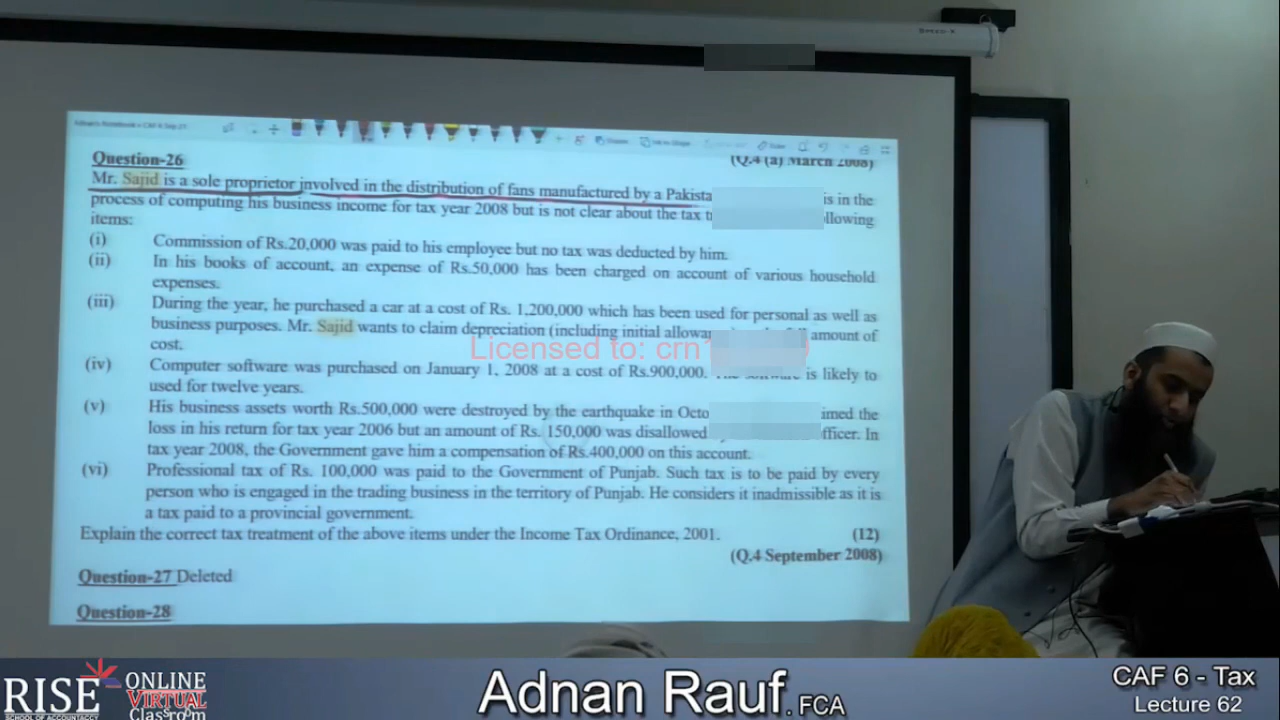 Question-26
(Q.4 (a) March 2008)
Mr. Sajid is a sole proprietor involved in the distribution of fans manufactured by a Pakista is in the
process of computing his business income for tax year 2008 but is not clear about the tax llowing
items:
(i) Commission of Rs.20,000 was paid to his employee but no tax was deducted by him.
(ii) In his books of account, an expense of Rs.50,000 has been charged on account of various household
expenses.
(iii) During the year, he purchased a car at a cost of Rs. 1,200,000 which has been used for personal as well as
business purposes. Mr. Sajid wants to claim depreciation (including initial amount of
cost.
Licensed to: crn
(iv) Computer software was purchased on January 1, 2008 at a cost of Rs.900,000. is likely to
used for twelve years.
(v) His business assets worth Rs.500,000 were destroyed by the earthquake in Octo imed the
loss in his return for tax year 2006 but an amount of Rs. 150,000 was disallowed fficer. In
tax year 2008, the Government gave him a compensation of Rs.400,000 on this account.
(vi) Professional tax of Rs. 100,000 was paid to the Government of Punjab. Such tax is to be paid by every
person who is engaged in the trading business in the territory of Punjab. He considers it inadmissible as it is
a tax paid to a provincial government.
Explain the correct tax treatment of the above items under the Income Tax Ordinance, 2001. (12)
(Q.4 September 2008)
Question-27 Deleted
Question-28
RISE
SCHOOL OF ACCOUNTANCY
ONLINE
VIRTUAL
Classroom
Adnan Rauf. FCA
CAF 6 - Tax
Lecture 62